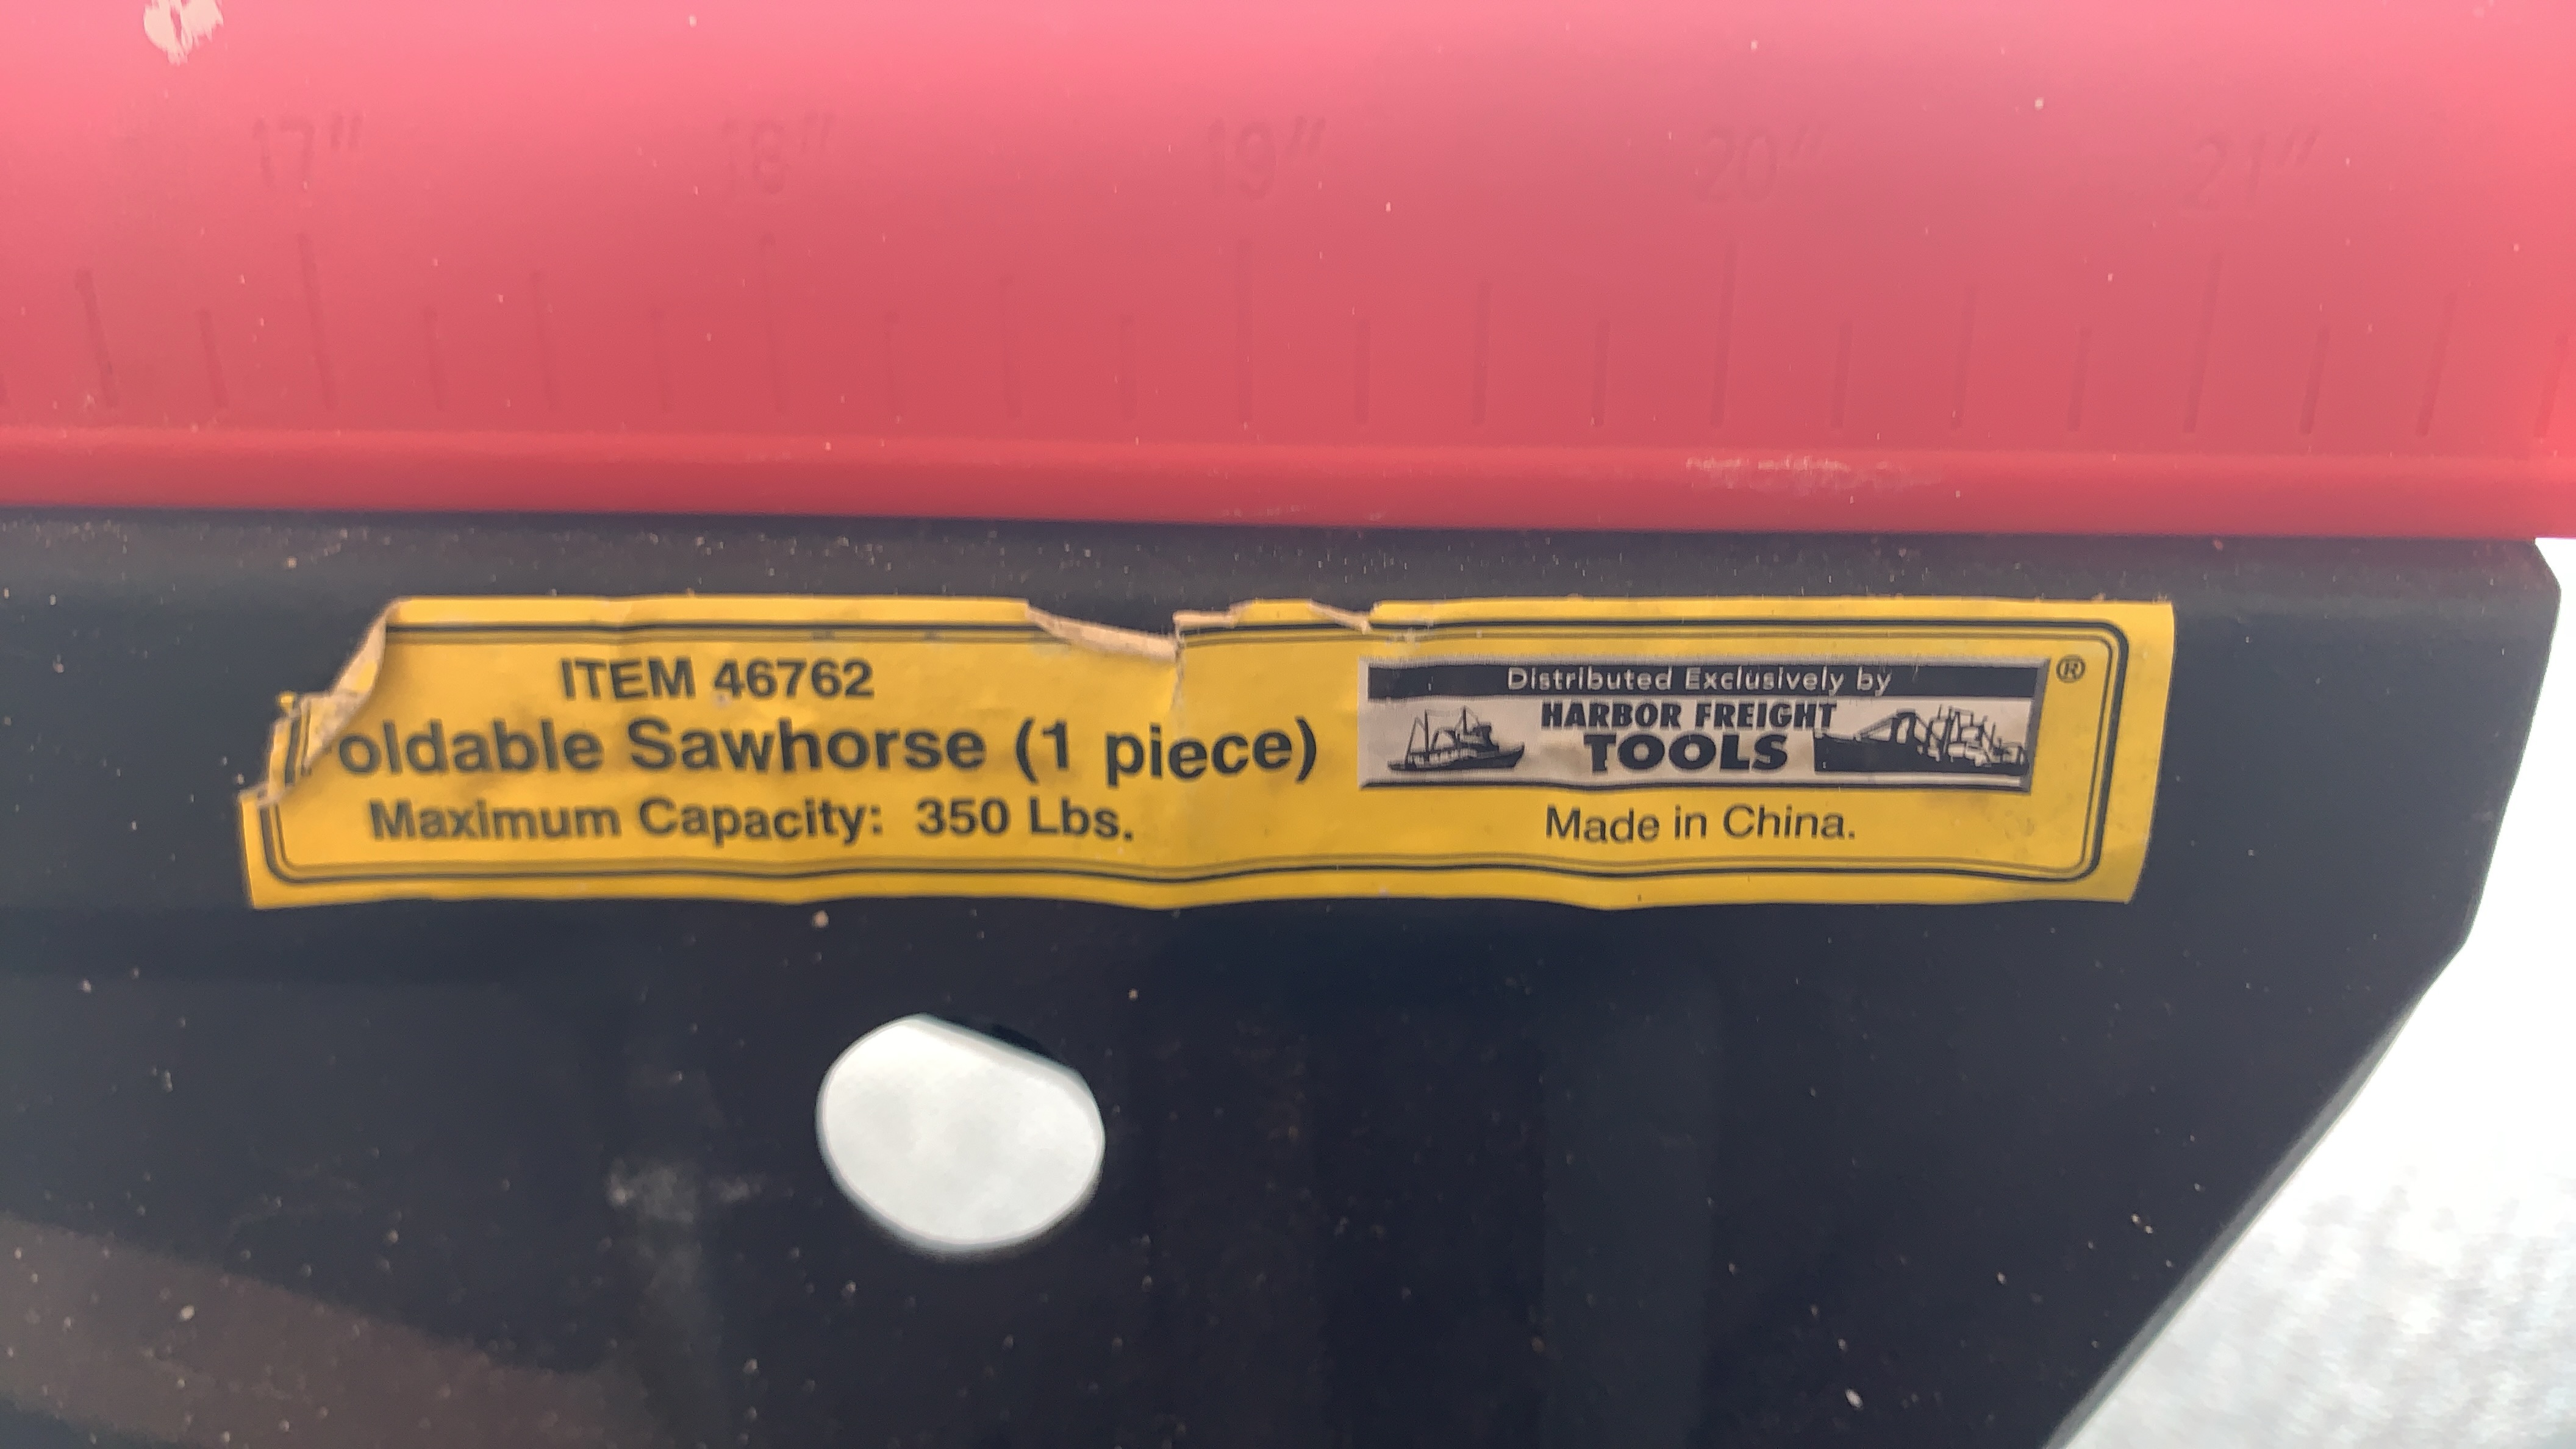 17" 18" 19" 20" 21"
ITEM 46762
oldable Sawhorse (1 piece)
Maximum Capacity: 350 Lbs.
Distributed Exclusively by
HARBOR FREIGHT
TOOLS
®
Made in China.